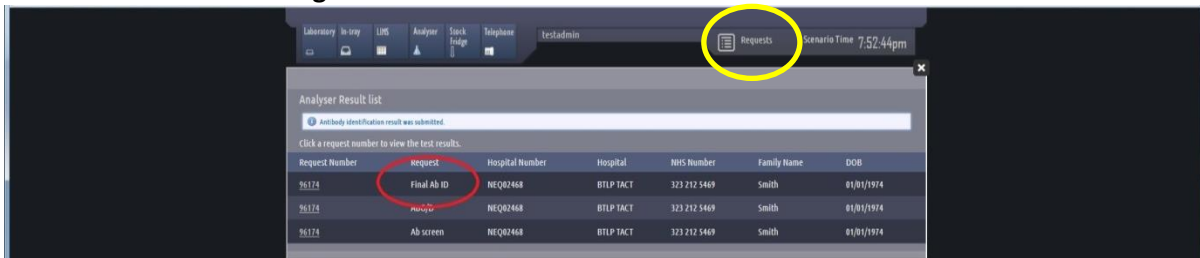 Laboratory In-tray LIMS Analyser Stock Fridge Telephone
testadmin
Requests
Scenario Time 7:52:44pm
Analyser Result list
Antibody identification result was submitted.
Click a request number to view the test results.
Request Number Request Hospital Number Hospital NHS Number Family Name DOB
96174 Final Ab ID NEQ02468 BTLP TACT 323 212 5469 Smith 01/01/1974
96174 ABO/D NEQ02468 BTLP TACT 323 212 5469 Smith 01/01/1974
96174 Ab screen NEQ02468 BTLP TACT 323 212 5469 Smith 01/01/1974